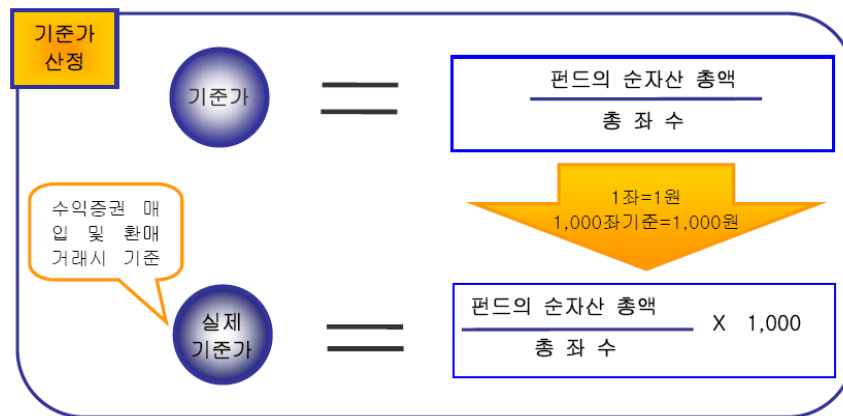 기준가
산정
기준가
펀드의 순자산 총액
총 좌 수
1좌=1원
1,000좌기준=1,000원
수익증권 매
입 및 환매
거래시 기준
실제
기준가
펀드의 순자산 총액
총 좌 수
X 1,000